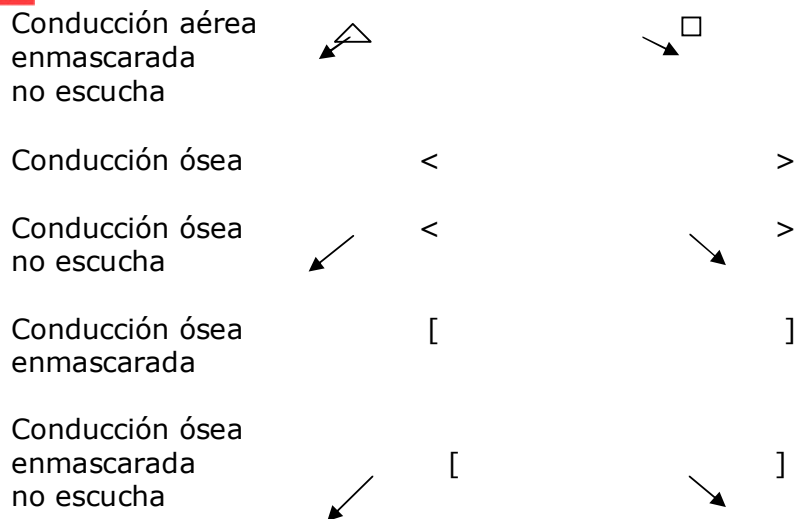 Conducción aérea
enmascarada
no escucha
Conducción ósea < >
Conducción ósea < >
no escucha
Conducción ósea [ ]
enmascarada
Conducción ósea
enmascarada [ ]
no escucha